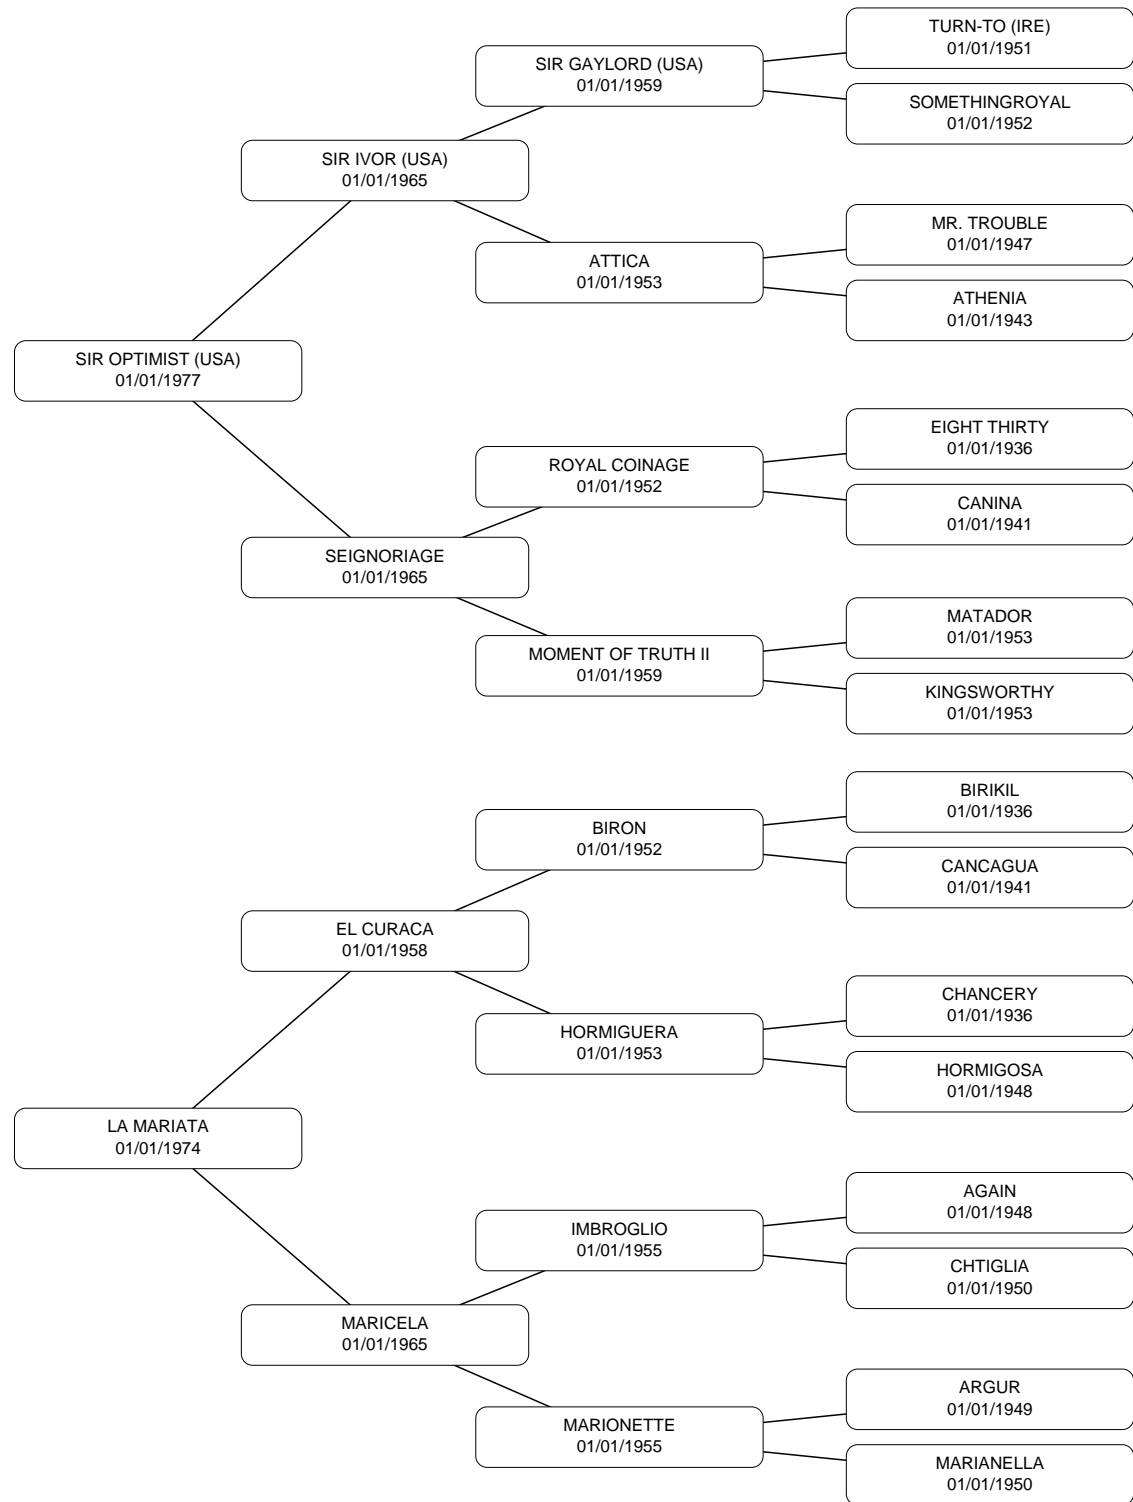 TURN-TO (IRE)
01/01/1951
SIR GAYLORD (USA)
01/01/1959
SOMETHINGROYAL
01/01/1952
SIR IVOR (USA)
01/01/1965
MR. TROUBLE
01/01/1947
ATTICA
01/01/1953
ATHENIA
01/01/1943
SIR OPTIMIST (USA)
01/01/1977
EIGHT THIRTY
01/01/1936
ROYAL COINAGE
01/01/1952
CANINA
01/01/1941
SEIGNORIAGE
01/01/1965
MATADOR
01/01/1953
MOMENT OF TRUTH II
01/01/1959
KINGSWORTHY
01/01/1953
BIRIKIL
01/01/1936
BIRON
01/01/1952
CANCAGUA
01/01/1941
EL CURACA
01/01/1958
CHANCERY
01/01/1936
HORMIGUERA
01/01/1953
HORMIGOSA
01/01/1948
LA MARIATA
01/01/1974
AGAIN
01/01/1948
IMBROGLIO
01/01/1955
CHTIGLIA
01/01/1950
MARICELA
01/01/1965
ARGUR
01/01/1949
MARIONETTE
01/01/1955
MARIANELLA
01/01/1950